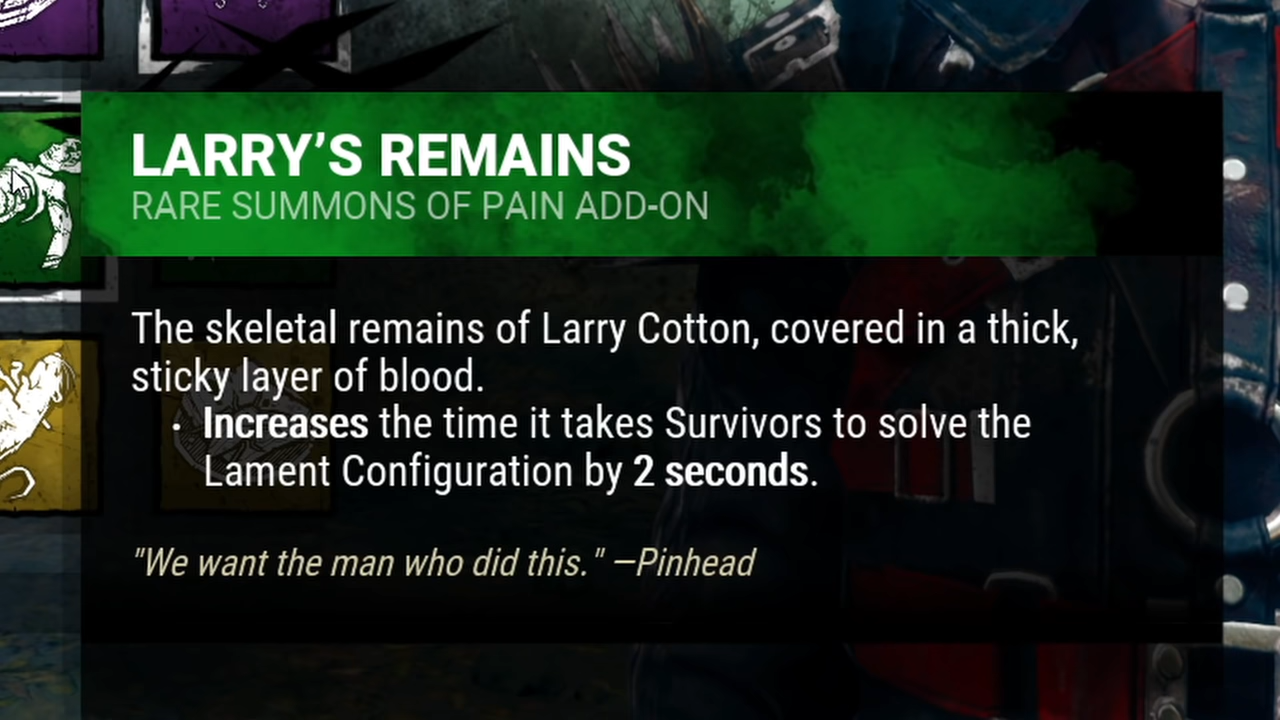 LARRY’S REMAINS
RARE SUMMONS OF PAIN ADD-ON
The skeletal remains of Larry Cotton, covered in a thick,
sticky layer of blood.
• Increases the time it takes Survivors to solve the
Lament Configuration by 2 seconds.
"We want the man who did this." —Pinhead